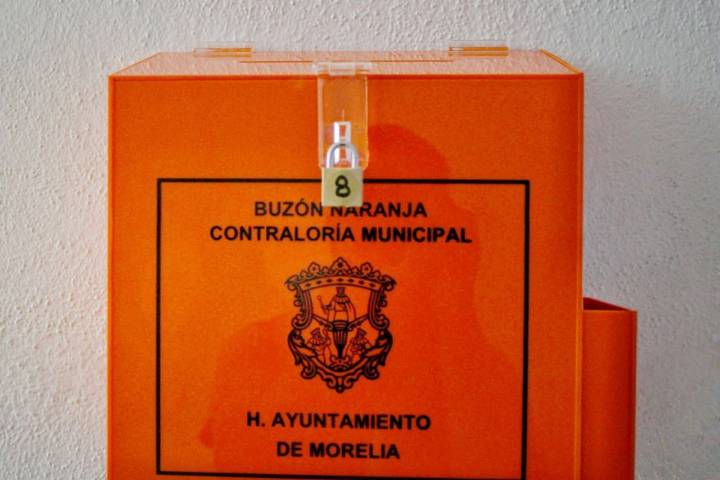 8
BUZÓN NARANJA
CONTRALORÍA MUNICIPAL
H. AYUNTAMIENTO
DE MORELIA